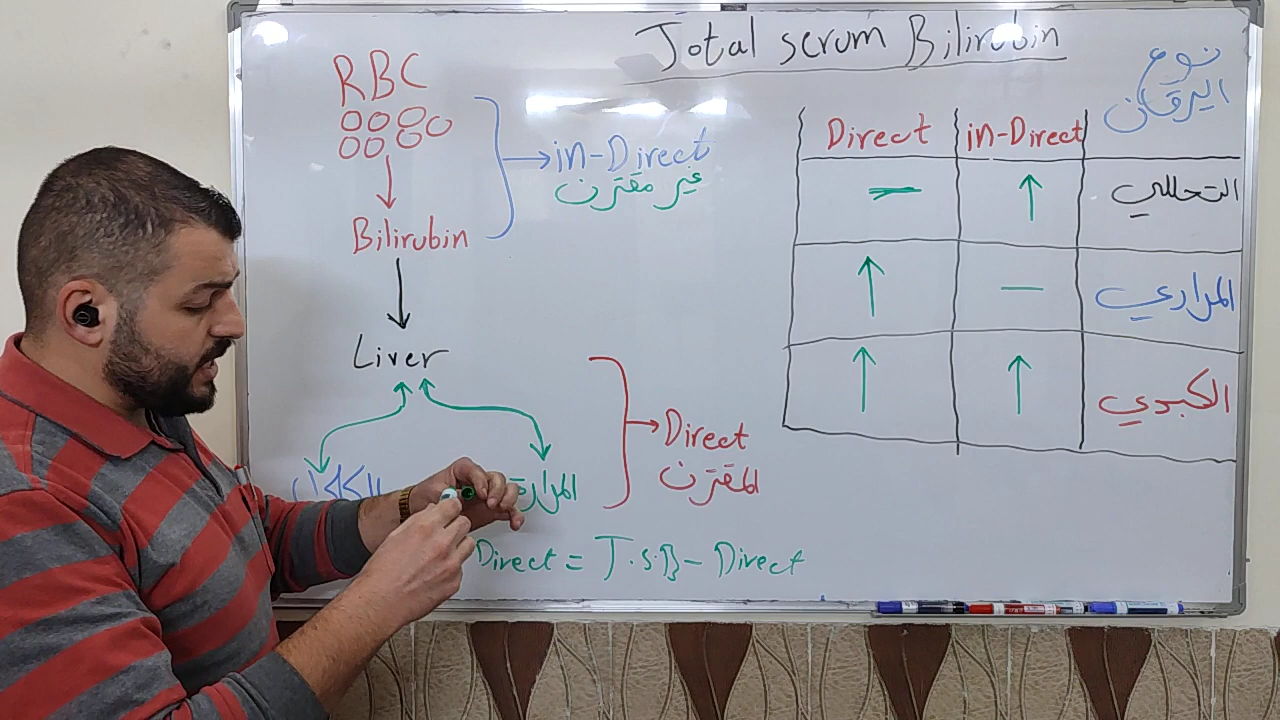 Total serum Bilirubin
RBC
Bilirubin
in-Direct
غير مقترن
Liver
المرارة
Direct
المقترن
Direct = T.S.B - Direct
نوع
اليرقان
Direct in-Direct
- ↑ التحللي
↑ - المراري
↑ ↑ الكبدي